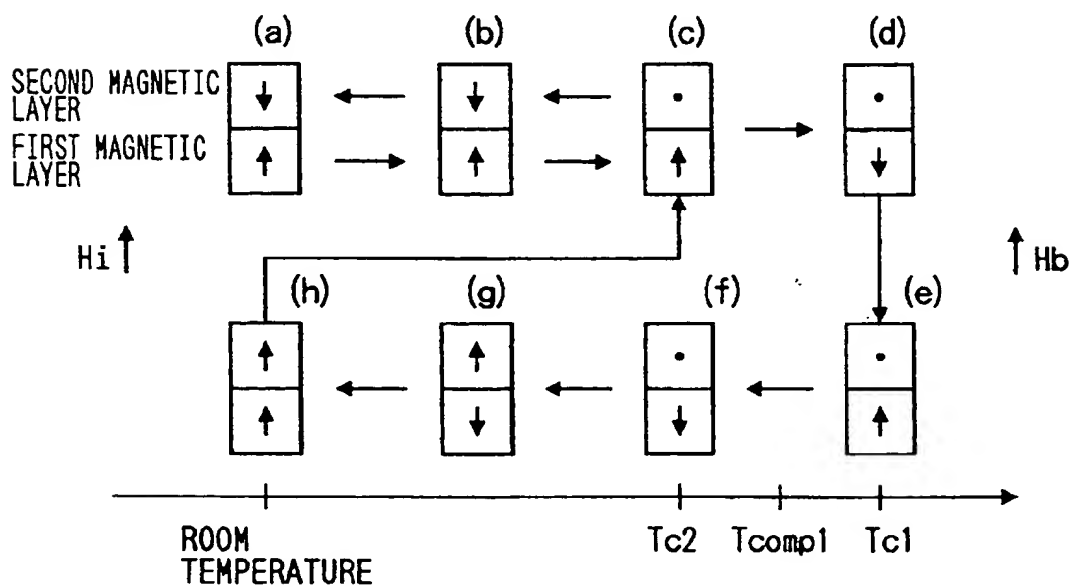 (a) (b) (c) (d)
SECOND MAGNETIC
LAYER
FIRST MAGNETIC
LAYER
Hi Hb
(h) (g) (f) (e)
ROOM
TEMPERATURE
Tc2 Tcomp1 Tc1